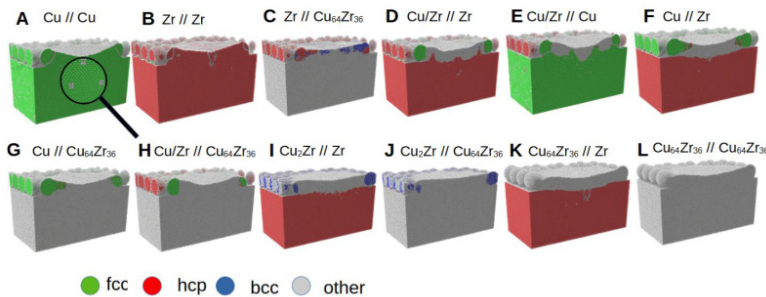 A Cu // Cu
B Zr // Zr
C Zr // Cu₆₄Zr₃₆
D Cu/Zr // Zr
E Cu/Zr // Cu
F Cu // Zr
G Cu // Cu₆₄Zr₃₆
H Cu/Zr // Cu₆₄Zr₃₆
I Cu₂Zr // Zr
J Cu₂Zr // Cu₆₄Zr₃₆
K Cu₆₄Zr₃₆ // Zr
L Cu₆₄Zr₃₆ // Cu₆₄Zr₃₆
fcc hcp bcc other